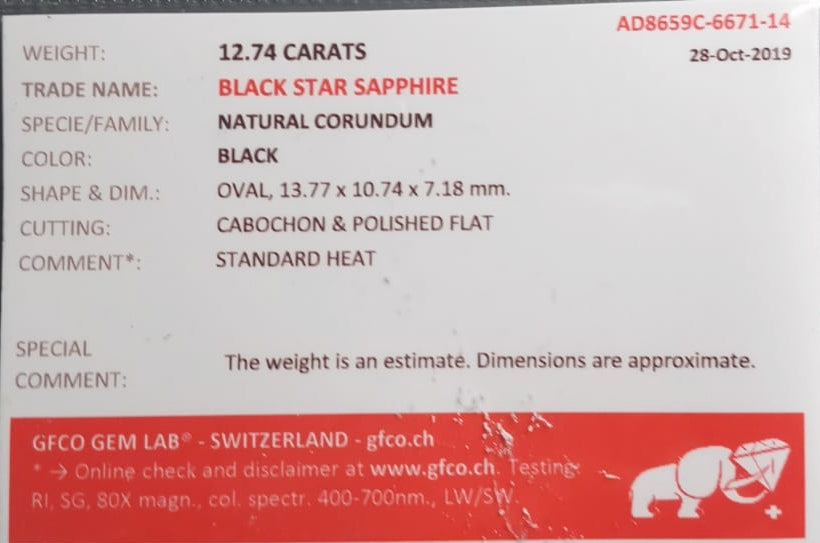 AD8659C-6671-14
WEIGHT: 12.74 CARATS 28-Oct-2019
TRADE NAME: BLACK STAR SAPPHIRE
SPECIE/FAMILY: NATURAL CORUNDUM
COLOR: BLACK
SHAPE & DIM.: OVAL, 13.77 x 10.74 x 7.18 mm.
CUTTING: CABOCHON & POLISHED FLAT
COMMENT*: STANDARD HEAT
SPECIAL
COMMENT: The weight is an estimate. Dimensions are approximate.
GFCO GEM LAB® - SWITZERLAND - gfco.ch
* → Online check and disclaimer at www.gfco.ch. Testing:
RI, SG, 80X magn., col. spectr. 400-700nm., LW/SW.